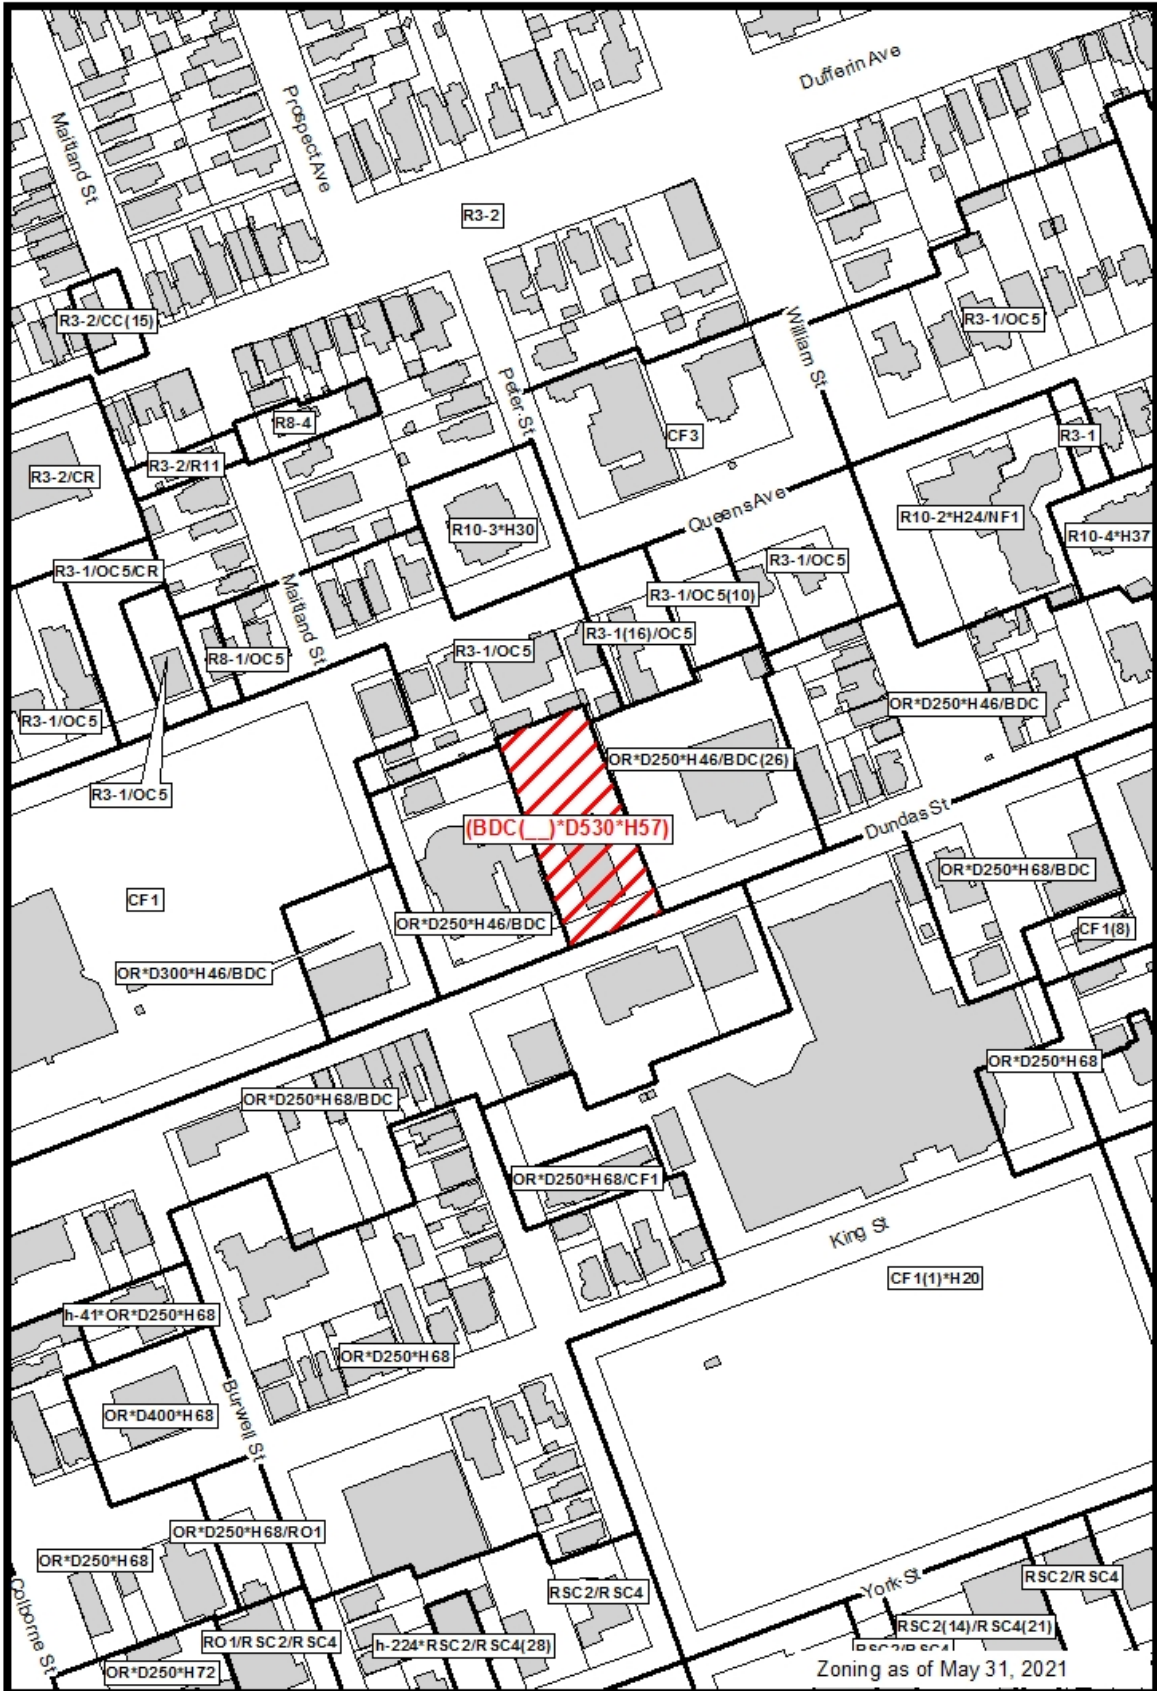 Dufferin Ave
Maitland St
Prospect Ave
R3-2
R3-2/CC(15)
R3-1/OC5
William St
Peter St
R8-4
CF3
R3-1
R3-2/R11
R3-2/CR
Queens Ave
R10-2*H24/NF1
R10-3*H30
R10-4*H37
R3-1/OC5
R3-1/OC5/CR
R3-1/OC5(10)
Maitland St
R3-1(16)/OC5
R3-1/OC5
R8-1/OC5
OR*D250*H46/BDC
R3-1/OC5
OR*D250*H46/BDC(26)
R3-1/OC5
Dundas St
(BDC(__)*D530*H57)
OR*D250*H68/BDC
CF1
OR*D250*H46/BDC
CF1(8)
OR*D300*H46/BDC
OR*D250*H68
OR*D250*H68/BDC
OR*D250*H68/CF1
King St
CF1(1)*H20
h-41*OR*D250*H68
OR*D250*H68
Burwell St
OR*D400*H68
OR*D250*H68/RO1
OR*D250*H68
York St
RSC2/RSC4
RSC2/RSC4
Colborne St
RSC2(14)/RSC4(21)
RO1/RSC2/RSC4
h-224*RSC2/RSC4(28)
RSC2/RSC4
OR*D250*H72
Zoning as of May 31, 2021